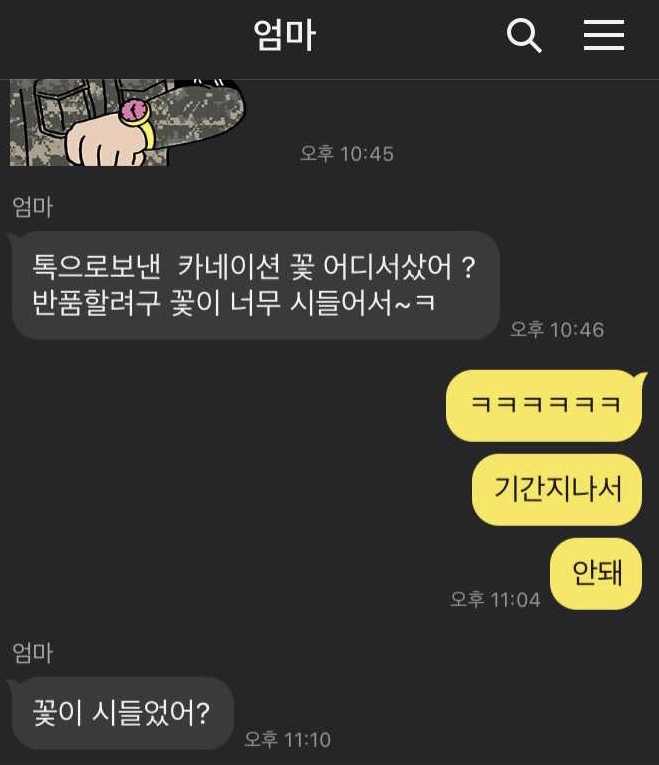 엄마
오후 10:45
엄마
톡으로보낸 카네이션 꽃 어디서샀어 ?
반품할려구 꽃이 너무 시들어서~ㅋ
오후 10:46
ㅋㅋㅋㅋㅋㅋ
기간지나서
안돼
오후 11:04
엄마
꽃이 시들었어?
오후 11:10